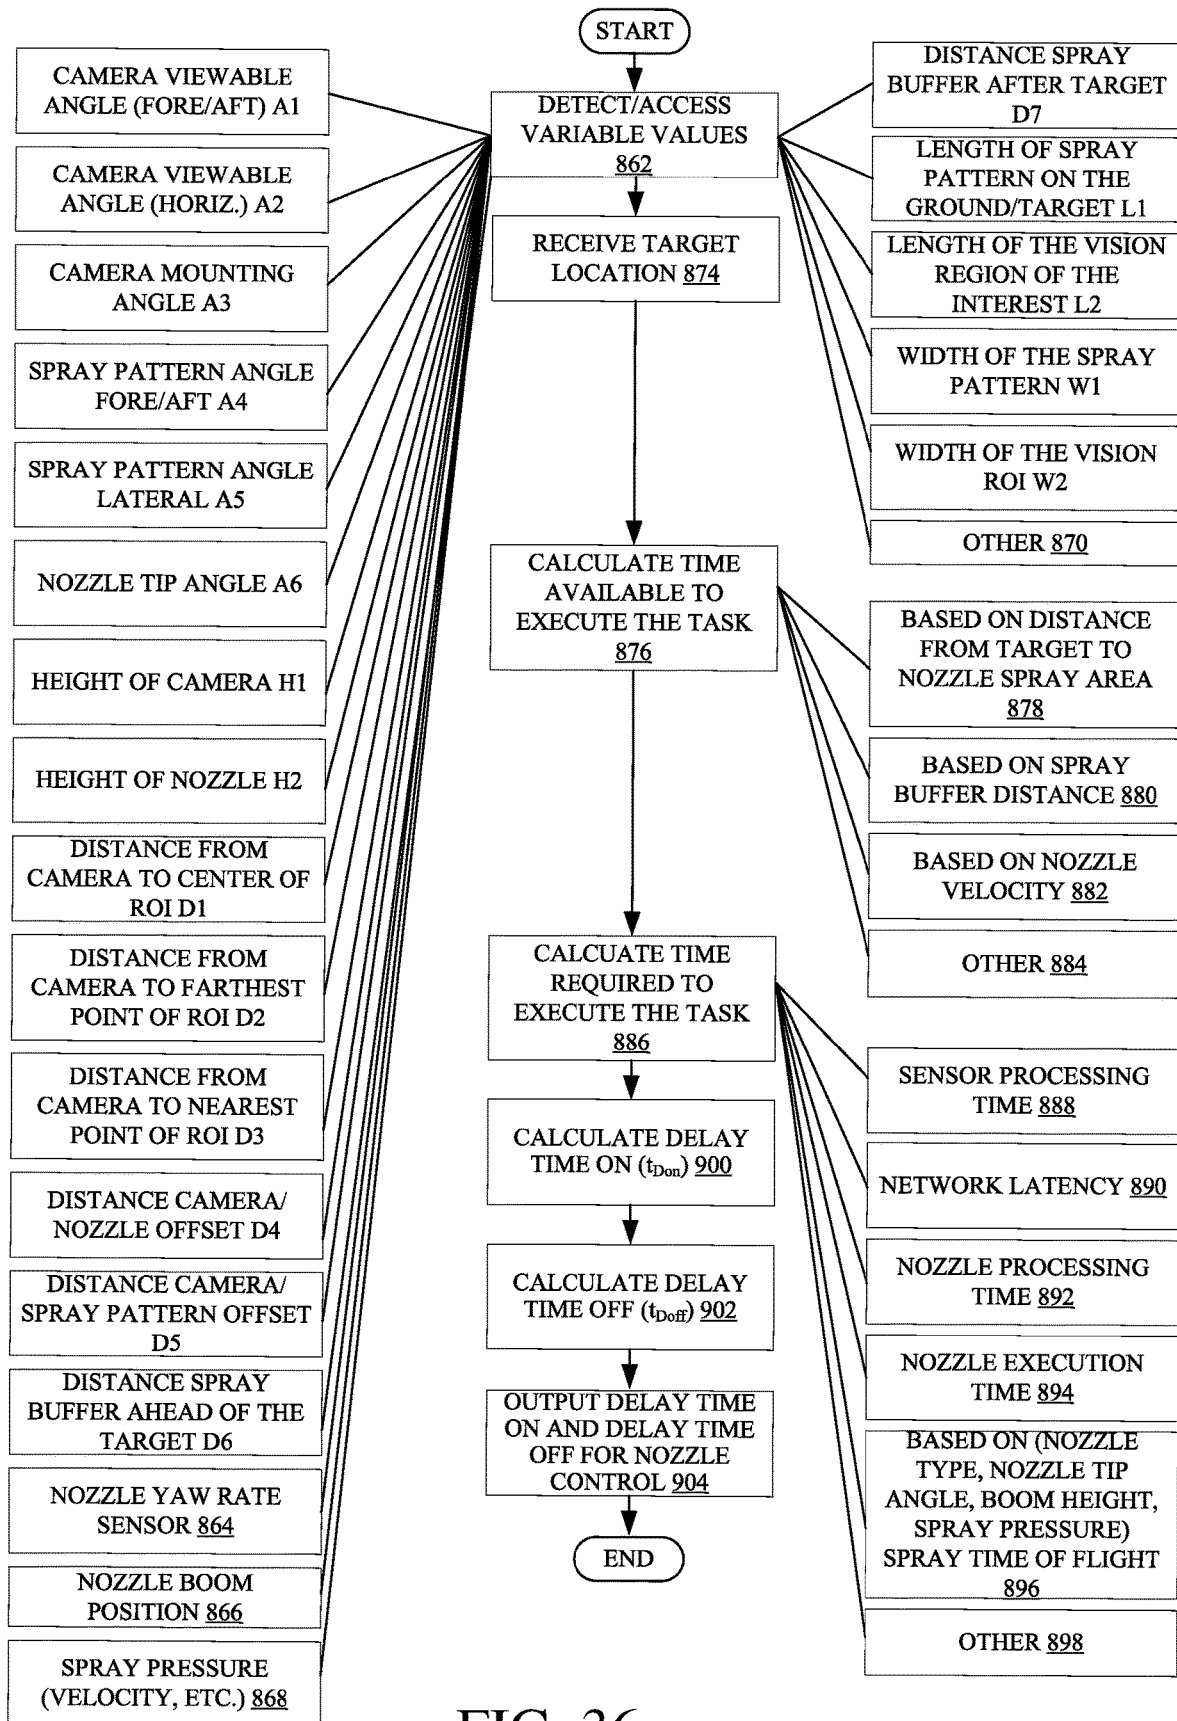 START
CAMERA VIEWABLE
ANGLE (FORE/AFT) A1
CAMERA VIEWABLE
ANGLE (HORIZ.) A2
CAMERA MOUNTING
ANGLE A3
SPRAY PATTERN ANGLE
FORE/AFT A4
SPRAY PATTERN ANGLE
LATERAL A5
NOZZLE TIP ANGLE A6
HEIGHT OF CAMERA H1
HEIGHT OF NOZZLE H2
DISTANCE FROM
CAMERA TO CENTER OF
ROI D1
DISTANCE FROM
CAMERA TO FARTHEST
POINT OF ROI D2
DISTANCE FROM
CAMERA TO NEAREST
POINT OF ROI D3
DISTANCE CAMERA/
NOZZLE OFFSET D4
DISTANCE CAMERA/
SPRAY PATTERN OFFSET
D5
DISTANCE SPRAY
BUFFER AHEAD OF THE
TARGET D6
NOZZLE YAW RATE
SENSOR 864
NOZZLE BOOM
POSITION 866
SPRAY PRESSURE
(VELOCITY, ETC.) 868
DETECT/ACCESS
VARIABLE VALUES
862
RECEIVE TARGET
LOCATION 874
CALCULATE TIME
AVAILABLE TO
EXECUTE THE TASK
876
CALCUATE TIME
REQUIRED TO
EXECUTE THE TASK
886
CALCULATE DELAY
TIME ON (tDon) 900
CALCULATE DELAY
TIME OFF (tDoff) 902
OUTPUT DELAY TIME
ON AND DELAY TIME
OFF FOR NOZZLE
CONTROL 904
END
DISTANCE SPRAY
BUFFER AFTER TARGET
D7
LENGTH OF SPRAY
PATTERN ON THE
GROUND/TARGET L1
LENGTH OF THE VISION
REGION OF THE
INTEREST L2
WIDTH OF THE SPRAY
PATTERN W1
WIDTH OF THE VISION
ROI W2
OTHER 870
BASED ON DISTANCE
FROM TARGET TO
NOZZLE SPRAY AREA
878
BASED ON SPRAY
BUFFER DISTANCE 880
BASED ON NOZZLE
VELOCITY 882
OTHER 884
SENSOR PROCESSING
TIME 888
NETWORK LATENCY 890
NOZZLE PROCESSING
TIME 892
NOZZLE EXECUTION
TIME 894
BASED ON (NOZZLE
TYPE, NOZZLE TIP
ANGLE, BOOM HEIGHT,
SPRAY PRESSURE)
SPRAY TIME OF FLIGHT
896
OTHER 898
FIG. 36